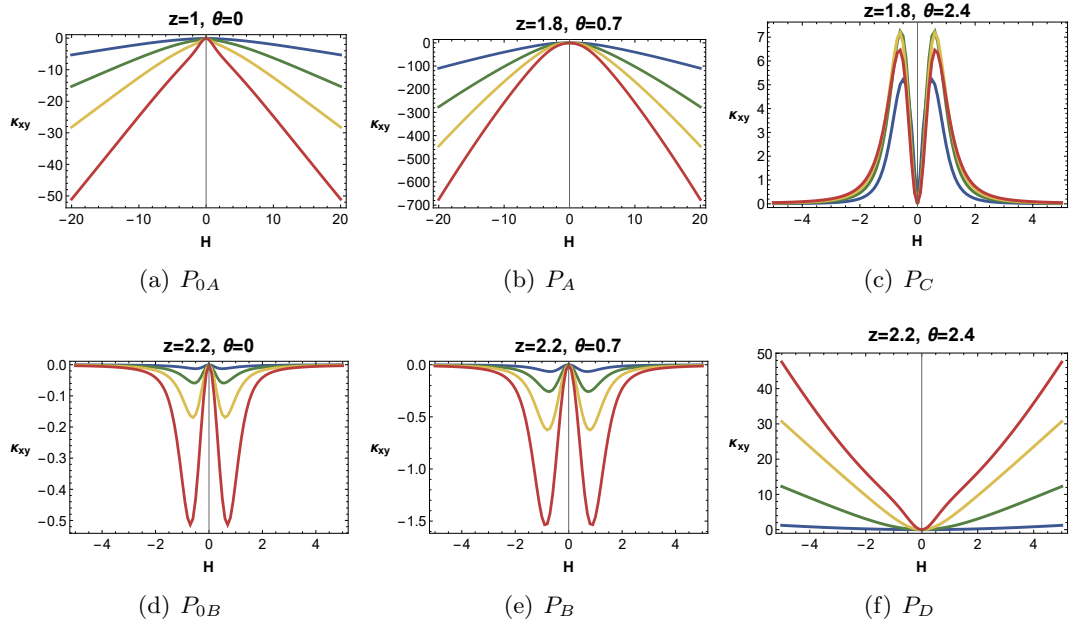 z=1, θ=0
z=1.8, θ=0.7
z=1.8, θ=2.4
0
−10
−20
−30
−40
−50
κxy
−20 −10 0 10 20
H
0
−100
−200
−300
−400
−500
−600
−700
κxy
−20 −10 0 10 20
H
7
6
5
4
3
2
1
0
κxy
−4 −2 0 2 4
H
(a) P0A
(b) PA
(c) PC
z=2.2, θ=0
z=2.2, θ=0.7
z=2.2, θ=2.4
0.0
−0.1
−0.2
−0.3
−0.4
−0.5
κxy
−4 −2 0 2 4
H
0.0
−0.5
−1.0
−1.5
κxy
−4 −2 0 2 4
H
50
40
30
20
10
0
κxy
−4 −2 0 2 4
H
(d) P0B
(e) PB
(f) PD